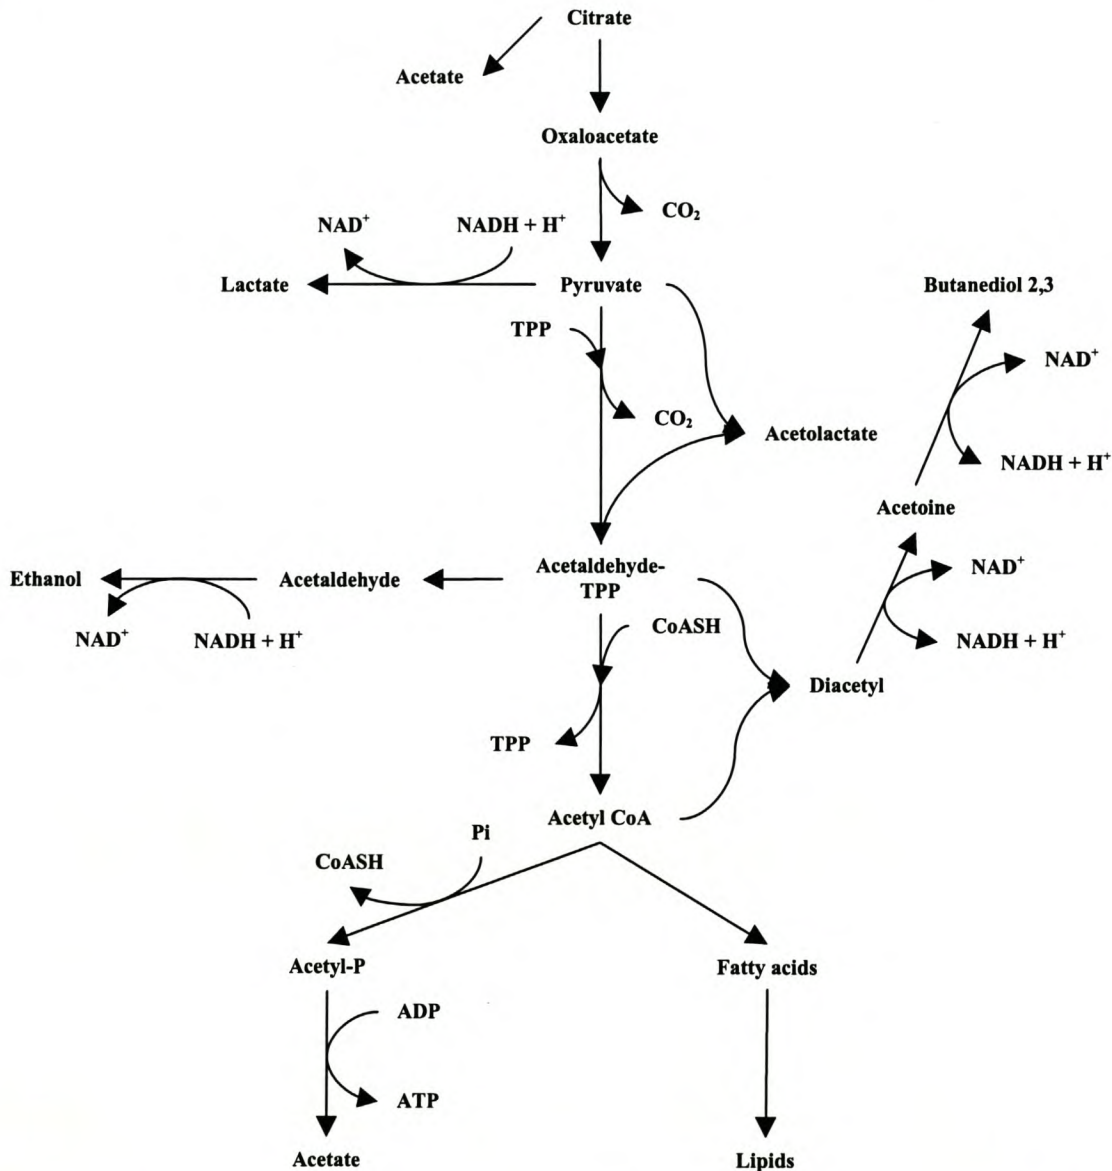 Citrate
Acetate
Oxaloacetate
CO₂
NAD⁺
NADH + H⁺
Lactate
Pyruvate
Butanediol 2,3
TPP
NAD⁺
CO₂
Acetolactate
NADH + H⁺
Acetoine
Ethanol
Acetaldehyde
Acetaldehyde-
TPP
NAD⁺
NAD⁺
NADH + H⁺
CoASH
NADH + H⁺
Diacetyl
TPP
Acetyl CoA
Pi
CoASH
Acetyl-P
Fatty acids
ADP
ATP
Acetate
Lipids